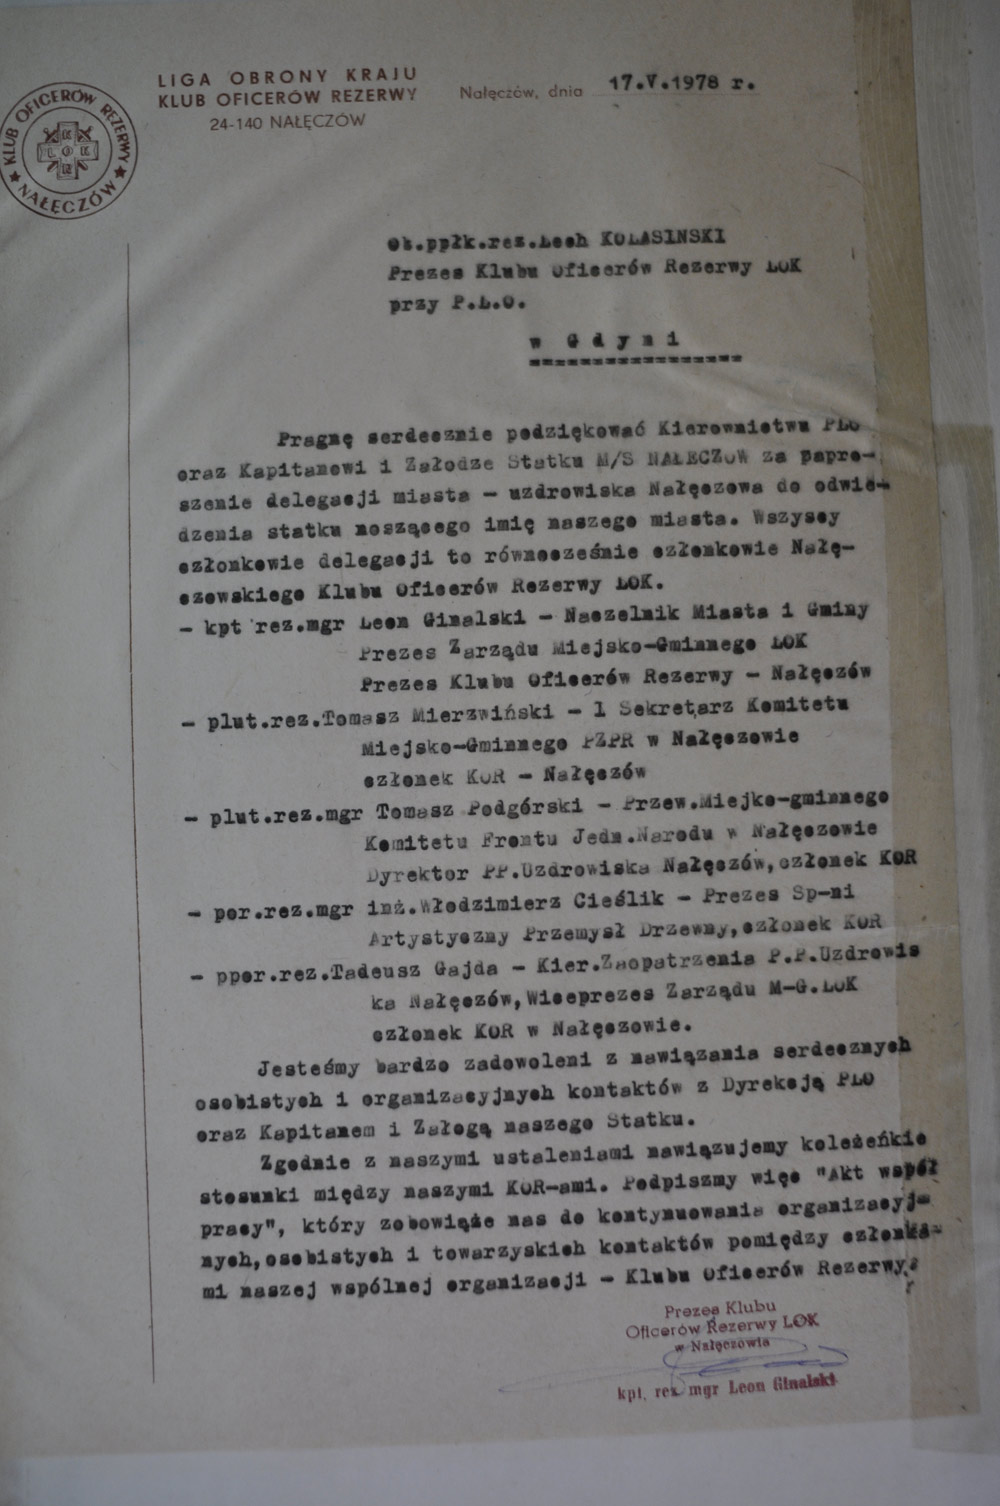 LIGA OBRONY KRAJU
KLUB OFICERÓW REZERWY
24-140 NAŁĘCZÓW
Nałęczów, dnia 17.V.1978 r.
KLUB OFICERÓW REZERWY
NAŁĘCZÓW
LOK
Ob.ppłk.rez.Lech KOLASINSKI
Prezes Klubu Oficerów Rezerwy LOK
przy P.L.O.
w Gdyni
=================
Pragnę serdecznie podziękować Kierownictwu PLO
oraz Kapitanowi i Załodze Statku M/S NAŁECZOW za papro-
szenie delegacji miasta - uzdrowiska Nałęczowa do odwie-
dzenia statku noszącego imię naszego miasta. Wszyscy
członkowie delegacji to równocześnie członkowie Nałę-
czowskiego Klubu Oficerów Rezerwy LOK.
- kpt rez.mgr Leon Ginalski - Naczelnik Miasta i Gminy
Prezes Zarządu Miejsko-Gminnego LOK
Prezes Klubu Oficerów Rezerwy - Nałęczów
- plut.rez.Tomasz Mierzwiński - 1 Sekretarz Komitetu
Miejsko-Gminnego PZPR w Nałęczowie
członek KOR - Nałęczów
- plut.rez.mgr Tomasz Podgórski - Przew.Miejko-gminnego
Komitetu Frontu Jedn.Narodu w Nałęczowie
Dyrektor PP.Uzdrowiska Nałęczów,członek KOR
- por.rez.mgr inż.Włodzimierz Cieślik - Prezes Sp-ni
Artystyczny Przemysł Drzewny,członek KOR
- ppor.rez.Tadeusz Gajda - Kier.Zaopatrzenia P.P.Uzdrowis
ka Nałęczów,Wiceprezes Zarządu M-G.LOK
członek KOR w Nałęczowie.
Jesteśmy bardzo zadowoleni z nawiązania serdecznych
osobistych i organizacyjnych kontaktów z Dyrekcją PLO
oraz Kapitanem i Załogą naszego Statku.
Zgodnie z naszymi ustaleniami nawiązujemy koleżeńkie
stosunki między naszymi KOR-ami. Podpiszmy więc "Akt współ
pracy", który zobowiąże nas do kontynuowania organizacyj-
nych,osobistych i towarzyskich kontaktów pomiędzy członka-
mi naszej wspólnej organizacji - Klubu Oficerów Rezerwy.
Prezes Klubu
Oficerów Rezerwy LOK
w Nałęczowie
kpt. rez. mgr Leon Ginalski